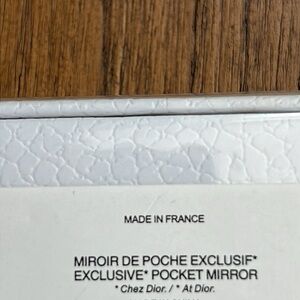 MADE IN FRANCE
MIROIR DE POCHE EXCLUSIF*
EXCLUSIVE* POCKET MIRROR
* Chez Dior. / * At Dior.